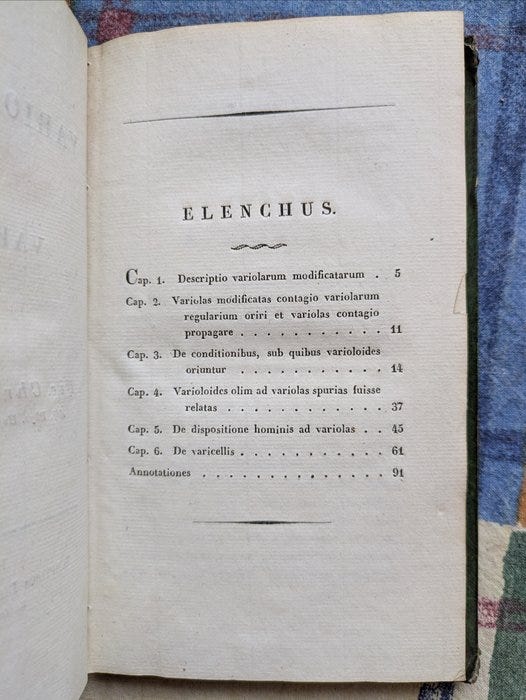 ELENCHUS.
Cap. 1. Descriptio variolarum modificatarum . 5
Cap. 2. Variolas modificatas contagio variolarum
regularium oriri et variolas contagio
propagare . . . . . . . . . . . 11
Cap. 3. De conditionibus, sub quibus varioloides
oriuntur . . . . . . . . . . . . 14
Cap. 4. Varioloides olim ad variolas spurias fuisse
relatas . . . . . . . . . . . . 37
Cap. 5. De dispositione hominis ad variolas . . 45
Cap. 6. De varicellis . . . . . . . . . . . 61
Annotationes . . . . . . . . . . . . . 91